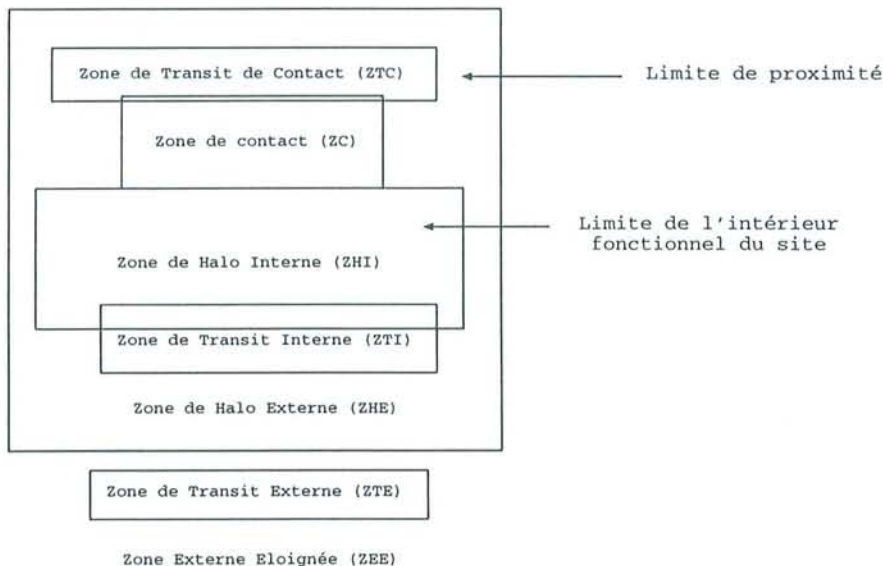 Zone de Transit de Contact (ZTC)
Limite de proximité
Zone de contact (ZC)
Limite de l'intérieur
fonctionnel du site
Zone de Halo Interne (ZHI)
Zone de Transit Interne (ZTI)
Zone de Halo Externe (ZHE)
Zone de Transit Externe (ZTE)
Zone Externe Eloignée (ZEE)